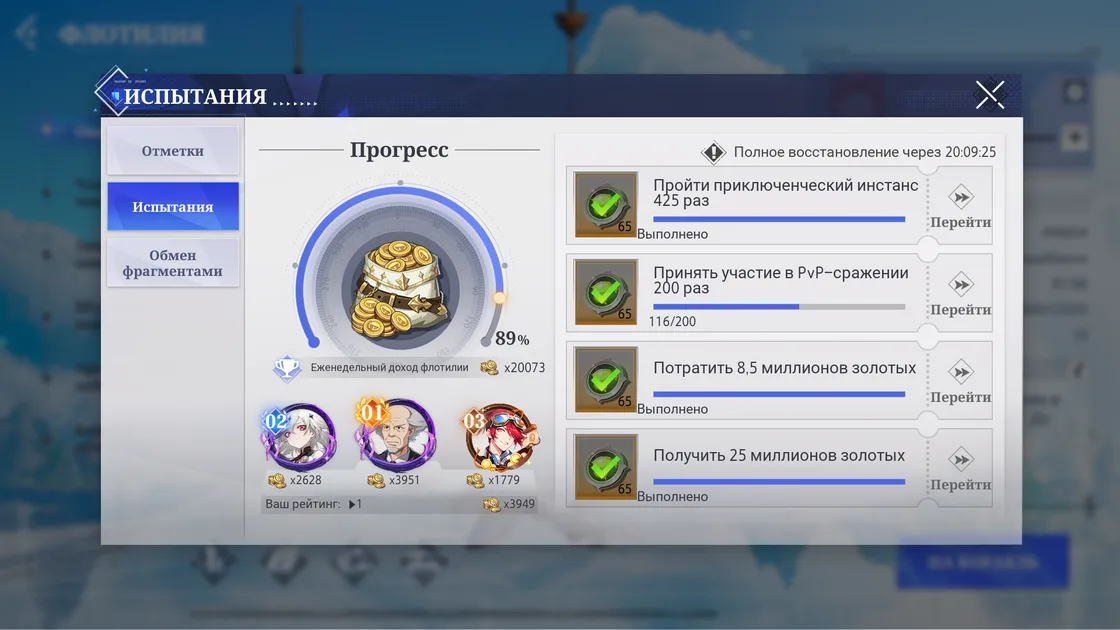 ФЛОТИЛИЯ
ИСПЫТАНИЯ
Отметки
Испытания
Обмен
фрагментами
Прогресс
89%
Еженедельный доход флотилии x20073
02
01
03
x2628
x3951
x1779
Ваш рейтинг: 1 x3949
Полное восстановление через 20:09:25
Пройти приключенческий инстанс
425 раз
65
Выполнено
Перейти
Принять участие в PvP-сражении
200 раз
65
116/200
Перейти
Потратить 8,5 миллионов золотых
65
Выполнено
Перейти
Получить 25 миллионов золотых
65
Выполнено
Перейти